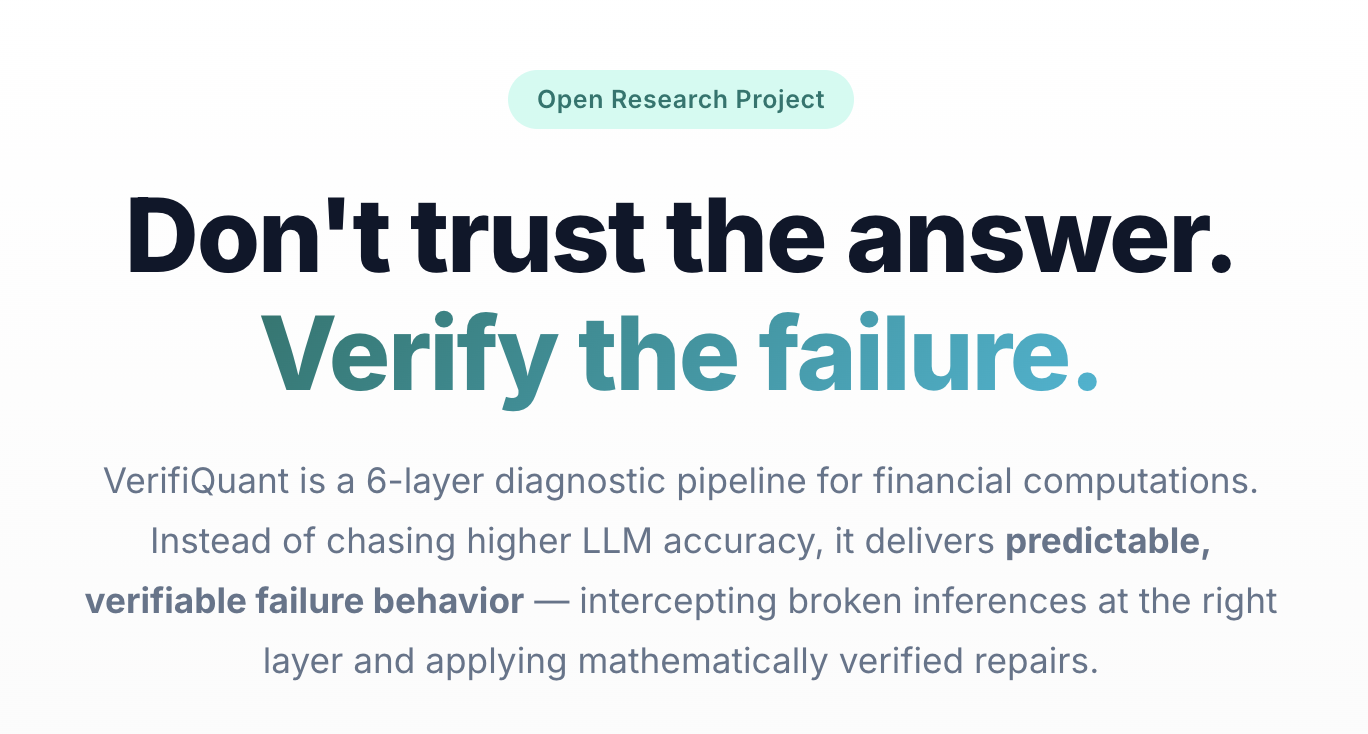 Open Research Project
Don't trust the answer.
Verify the failure.
VerifiQuant is a 6-layer diagnostic pipeline for financial computations.
Instead of chasing higher LLM accuracy, it delivers predictable,
verifiable failure behavior — intercepting broken inferences at the right
layer and applying mathematically verified repairs.